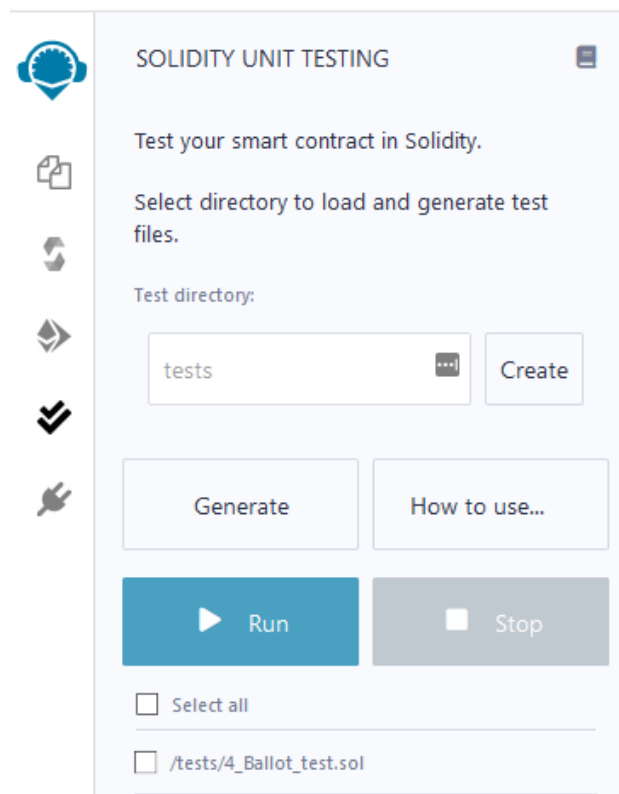 SOLIDITY UNIT TESTING
Test your smart contract in Solidity.
Select directory to load and generate test
files.
Test directory:
tests
Create
Generate
How to use...
Run
Stop
Select all
/tests/4_Ballot_test.sol